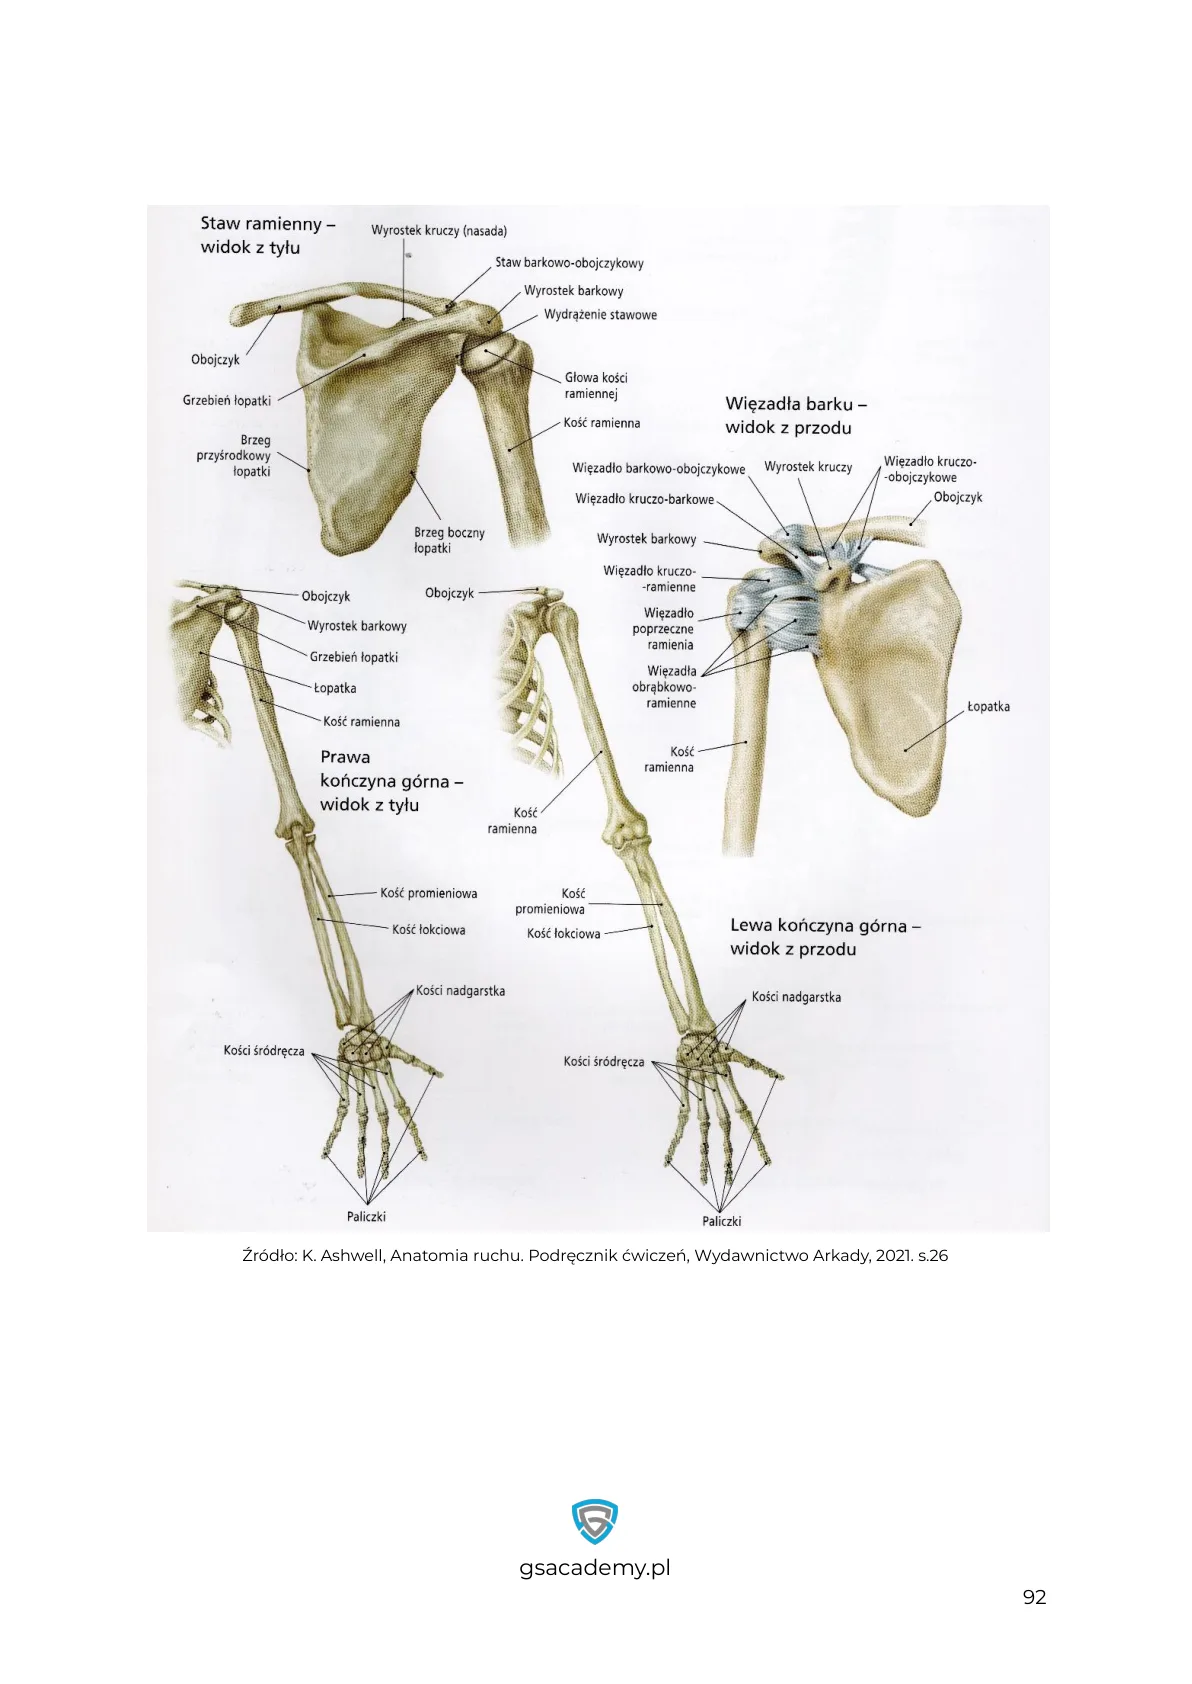 Staw ramienny –
widok z tyłu
Wyrostek kruczy (nasada)
Staw barkowo-obojczykowy
Wyrostek barkowy
Wydrążenie stawowe
Obojczyk
Głowa kości
ramiennej
Grzebień łopatki
Kość ramienna
Brzeg
przyśrodkowy
łopatki
Brzeg boczny
łopatki
Więzadła barku –
widok z przodu
Więzadło barkowo-obojczykowe
Wyrostek kruczy
Więzadło kruczo-
-obojczykowe
Więzadło kruczo-barkowe
Obojczyk
Wyrostek barkowy
Więzadło kruczo-
-ramienne
Więzadło
poprzeczne
ramienia
Więzadła
obrąbkowo-
ramienne
Łopatka
Kość
ramienna
Obojczyk
Wyrostek barkowy
Grzebień łopatki
Łopatka
Kość ramienna
Prawa
kończyna górna –
widok z tyłu
Kość promieniowa
Kość łokciowa
Kości nadgarstka
Kości śródręcza
Paliczki
Obojczyk
Kość
ramienna
Kość
promieniowa
Kość łokciowa
Lewa kończyna górna –
widok z przodu
Kości nadgarstka
Kości śródręcza
Paliczki
Źródło: K. Ashwell, Anatomia ruchu. Podręcznik ćwiczeń, Wydawnictwo Arkady, 2021. s.26
gsacademy.pl
92